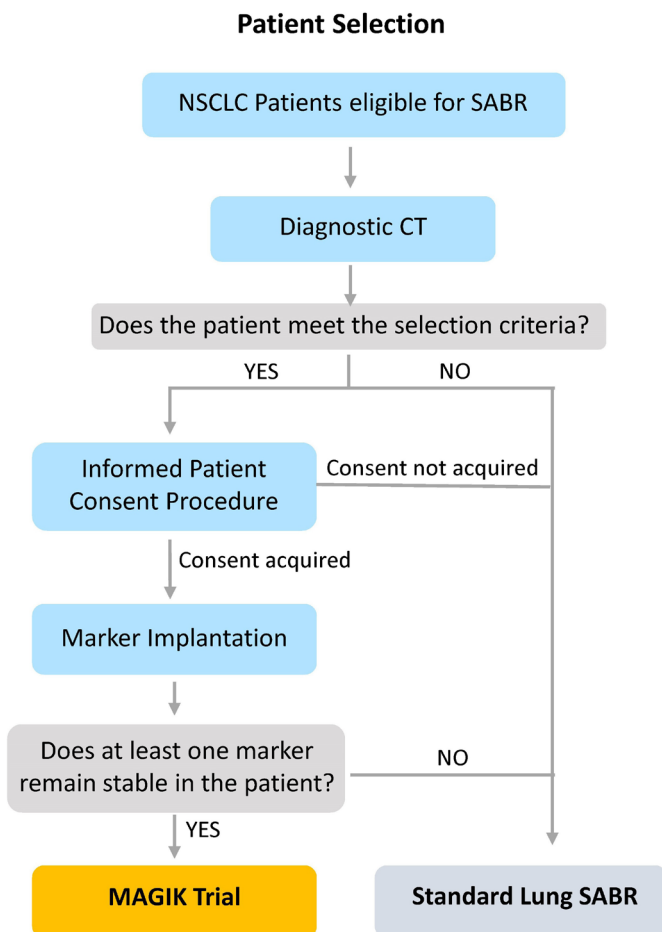 Patient Selection
NSCLC Patients eligible for SABR
Diagnostic CT
Does the patient meet the selection criteria?
YES
NO
Informed Patient
Consent Procedure
Consent not acquired
Consent acquired
Marker Implantation
Does at least one marker
remain stable in the patient?
NO
YES
MAGIK Trial
Standard Lung SABR